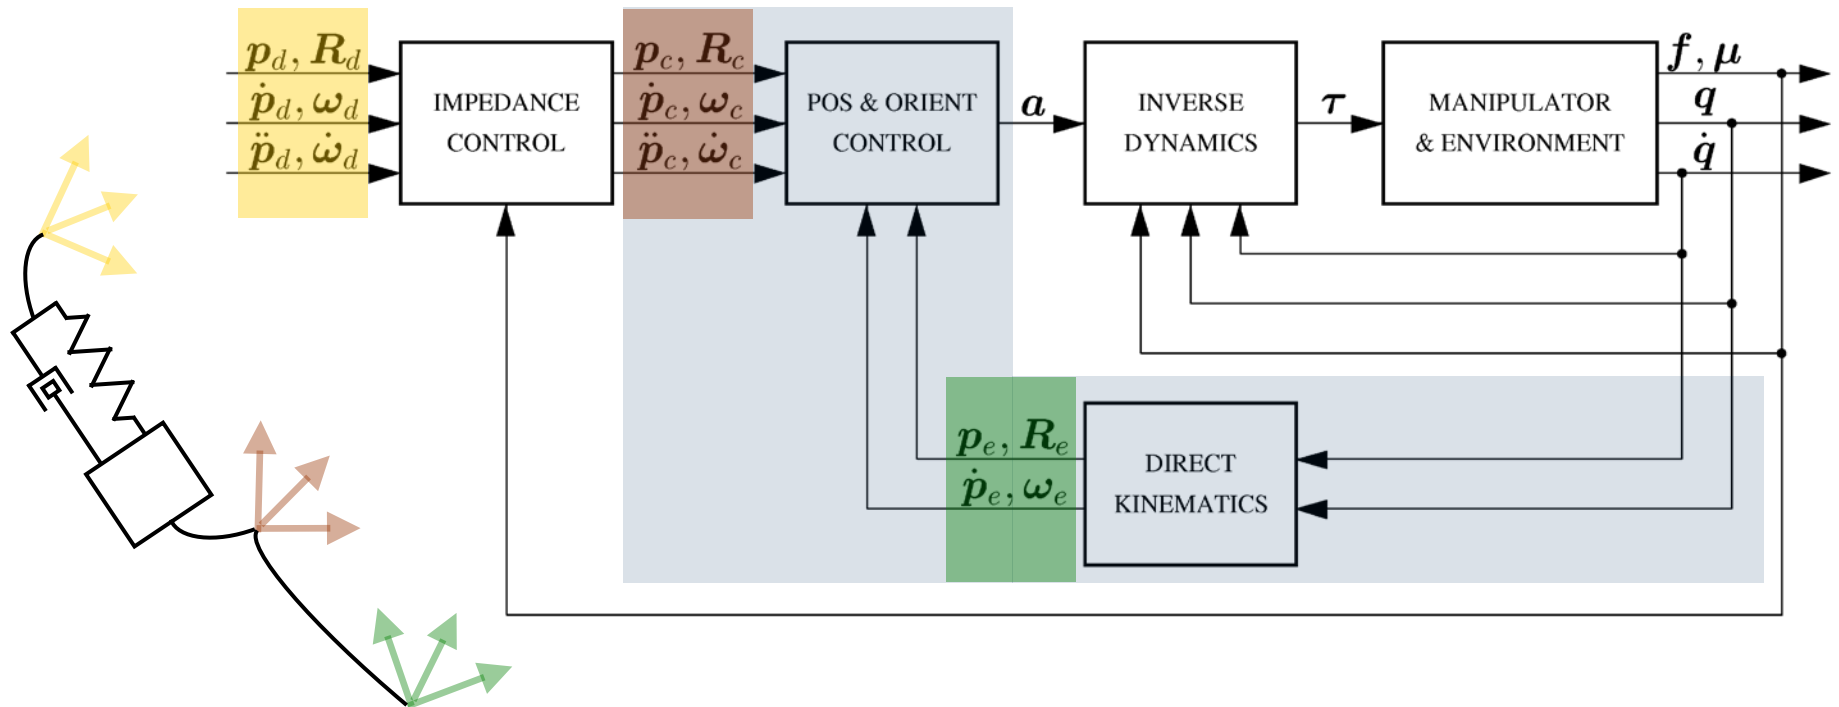 p_d, R_d
ṗ_d, ω_d
p̈_d, ω̇_d
IMPEDANCE
CONTROL
p_c, R_c
ṗ_c, ω_c
p̈_c, ω̇_c
POS & ORIENT
CONTROL
a
INVERSE
DYNAMICS
τ
MANIPULATOR
& ENVIRONMENT
f, μ
q
q̇
p_e, R_e
ṗ_e, ω_e
DIRECT
KINEMATICS